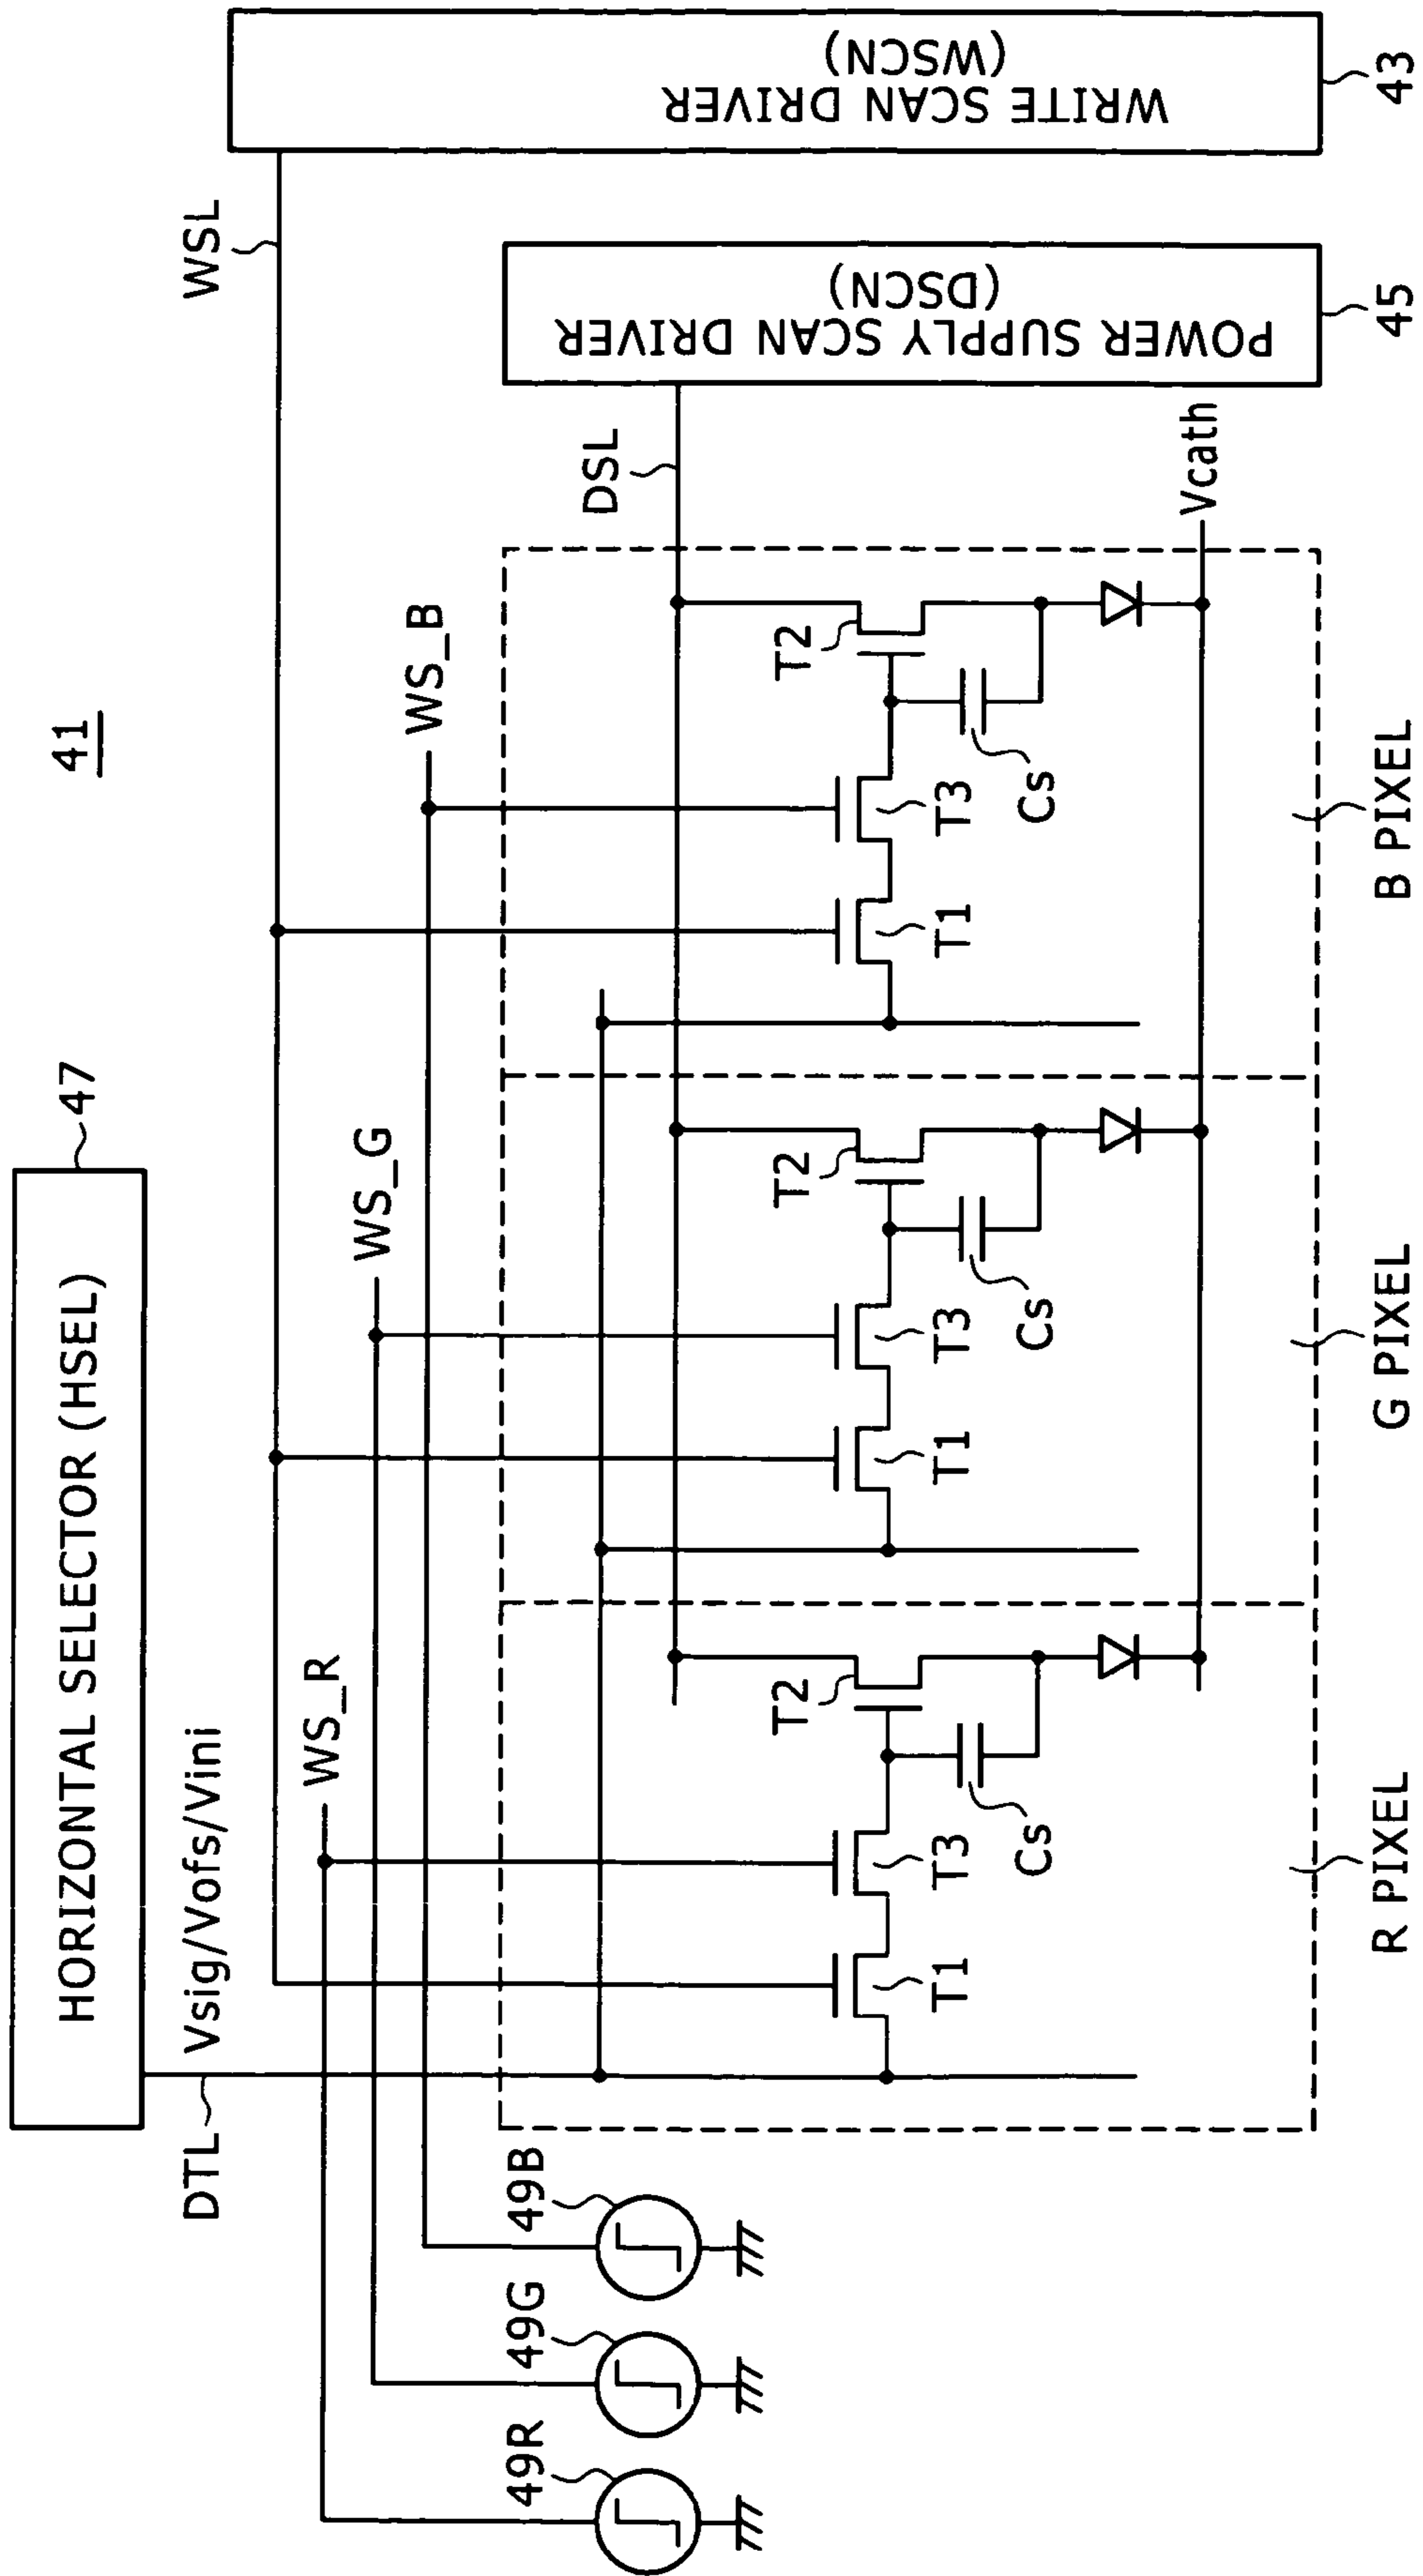 41
HORIZONTAL SELECTOR (HSEL)
47
DTL
Vsig/Vofs/Vini
WSL
WS_R
WS_G
WS_B
49R
49G
49B
DSL
WRITE SCAN DRIVER
(WSCN)
43
POWER SUPPLY SCAN DRIVER
(DSCN)
45
T1
T3
T2
Cs
T1
T3
T2
Cs
T1
T3
T2
Cs
Vcath
R PIXEL
G PIXEL
B PIXEL